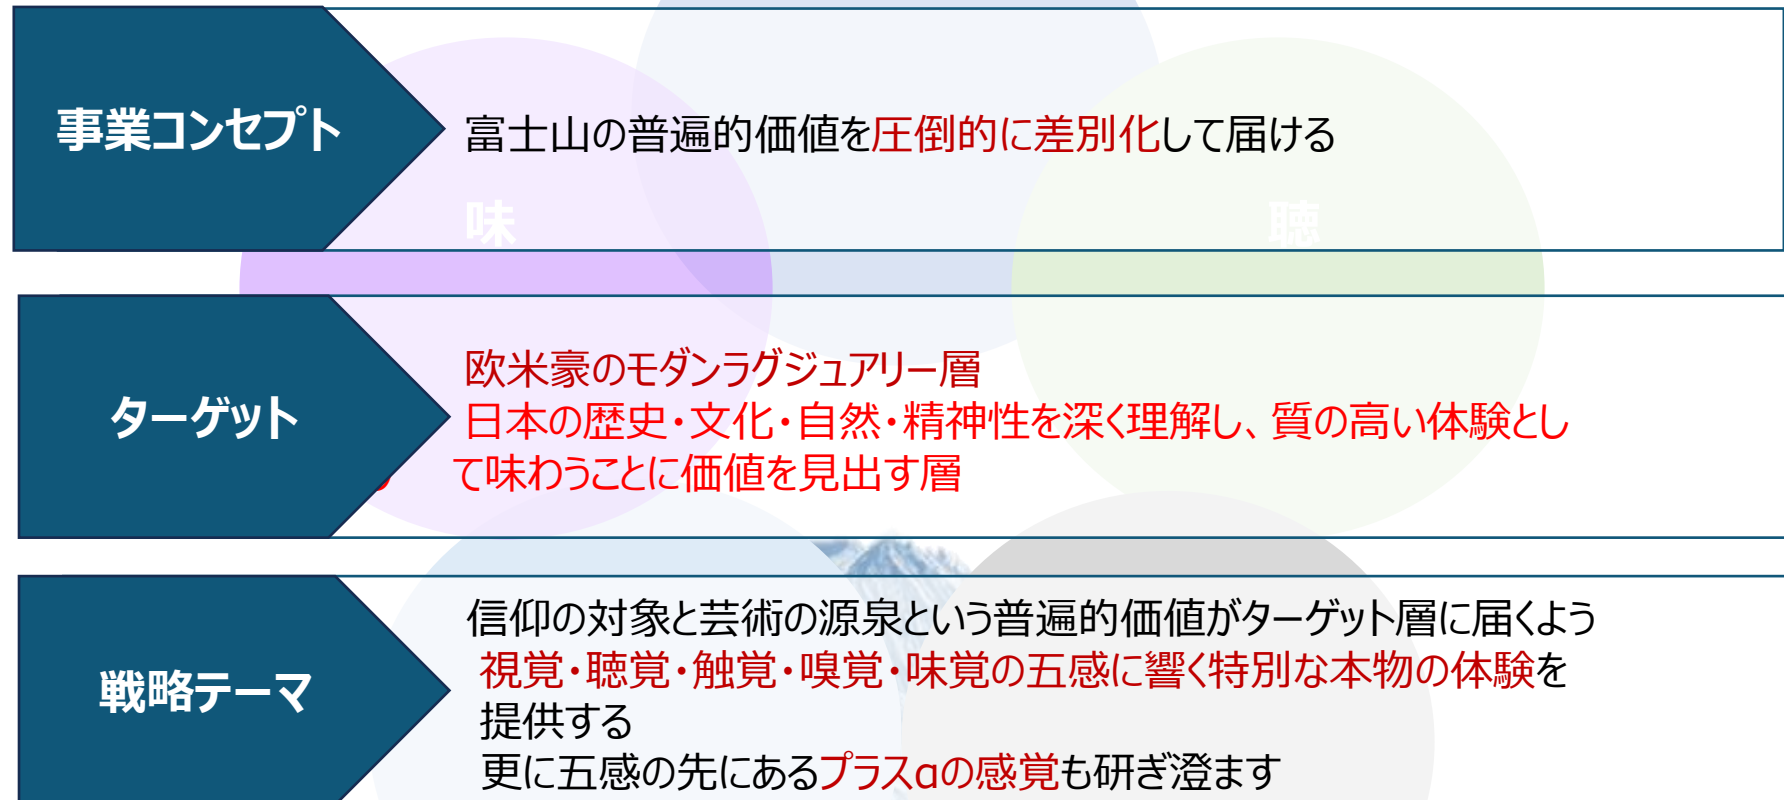 事業コンセプト
富士山の普遍的価値を圧倒的に差別化して届ける
味
聴
ターゲット
欧米豪のモダンラグジュアリー層
日本の歴史・文化・自然・精神性を深く理解し、質の高い体験とし
て味わうことに価値を見出す層
戦略テーマ
信仰の対象と芸術の源泉という普遍的価値がターゲット層に届くよう
視覚・聴覚・触覚・嗅覚・味覚の五感に響く特別な本物の体験を
提供する
更に五感の先にあるプラスαの感覚も研ぎ澄ます